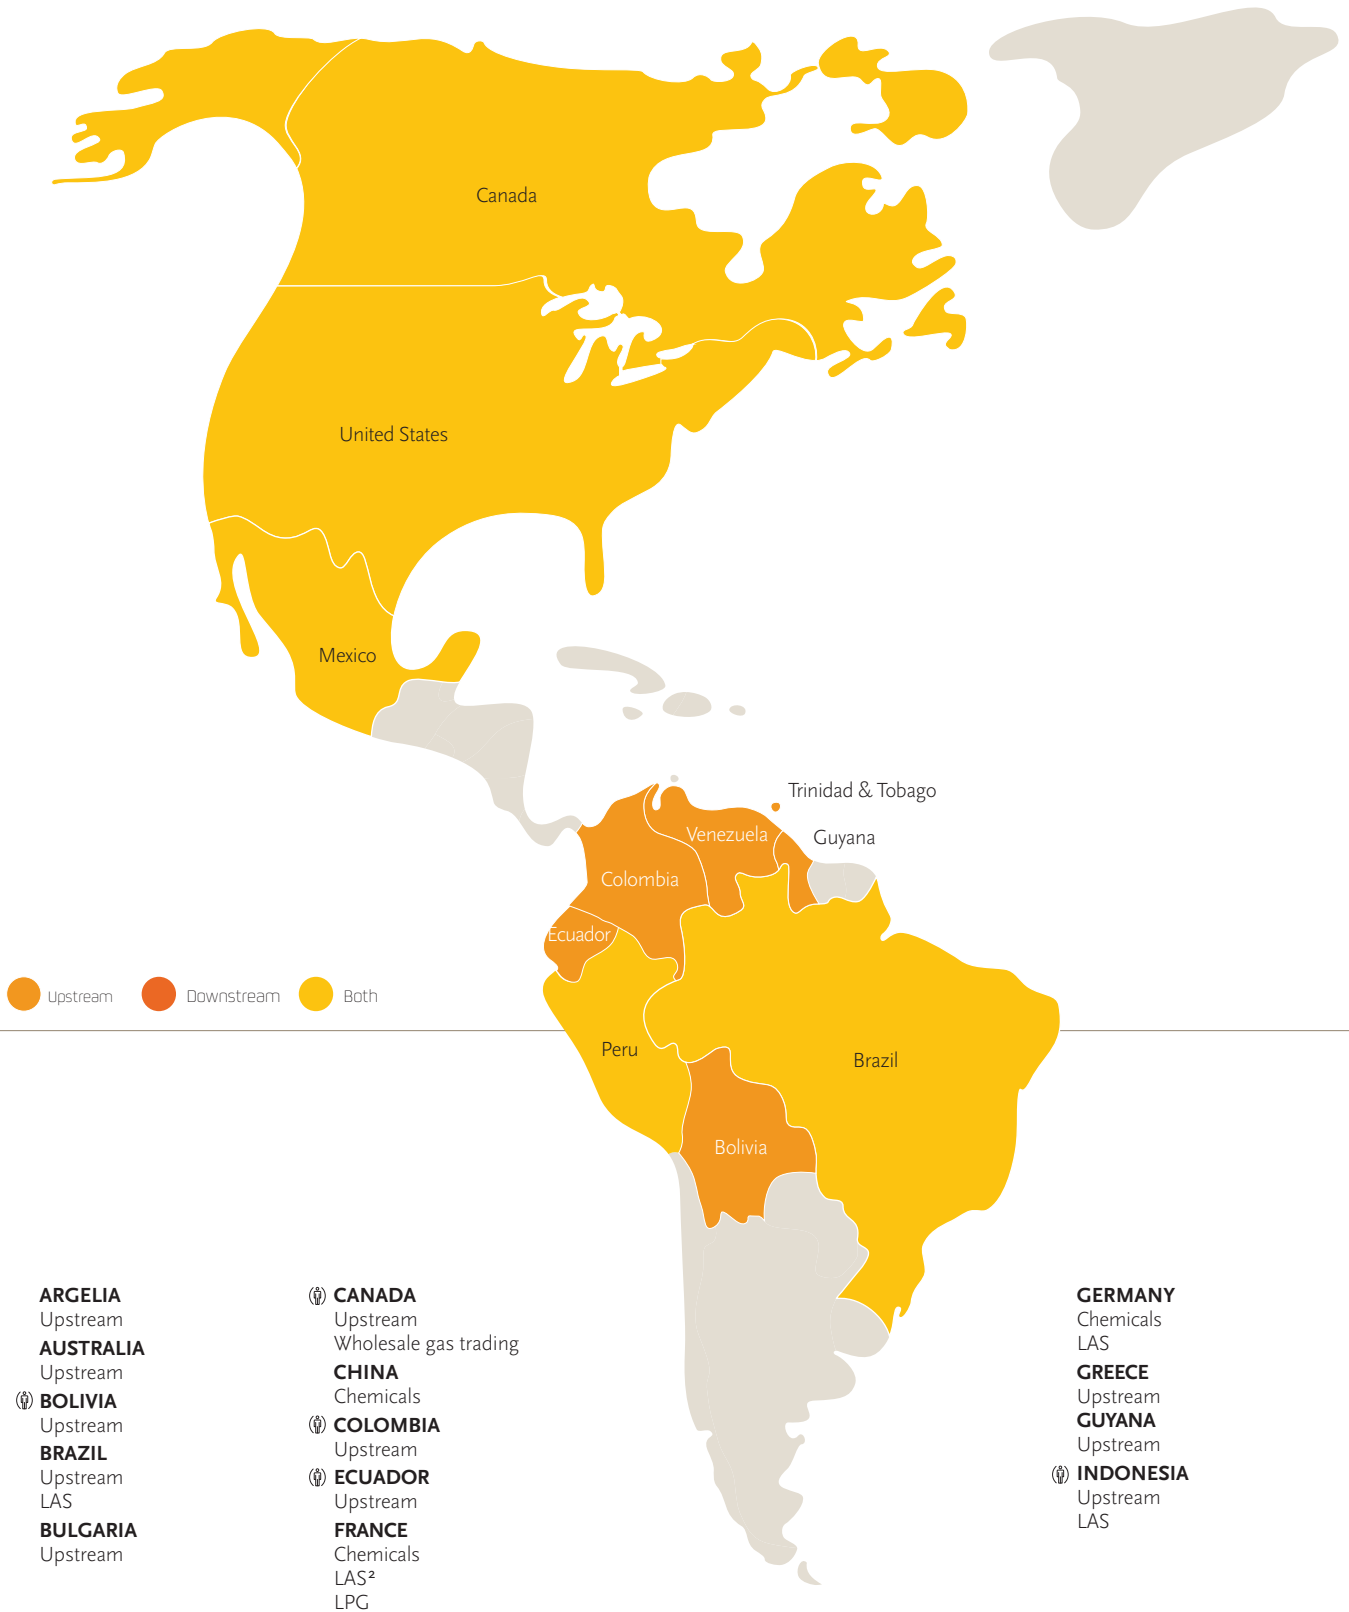 Canada
United States
Mexico
Trinidad & Tobago
Venezuela
Guyana
Colombia
Ecuador
Upstream
Downstream
Both
Peru
Brazil
Bolivia
ARGELIA
Upstream
AUSTRALIA
Upstream
BOLIVIA
Upstream
BRAZIL
Upstream
LAS
BULGARIA
Upstream
CANADA
Upstream
Wholesale gas trading
CHINA
Chemicals
COLOMBIA
Upstream
ECUADOR
Upstream
FRANCE
Chemicals
LAS²
LPG
GERMANY
Chemicals
LAS
GREECE
Upstream
GUYANA
Upstream
INDONESIA
Upstream
LAS